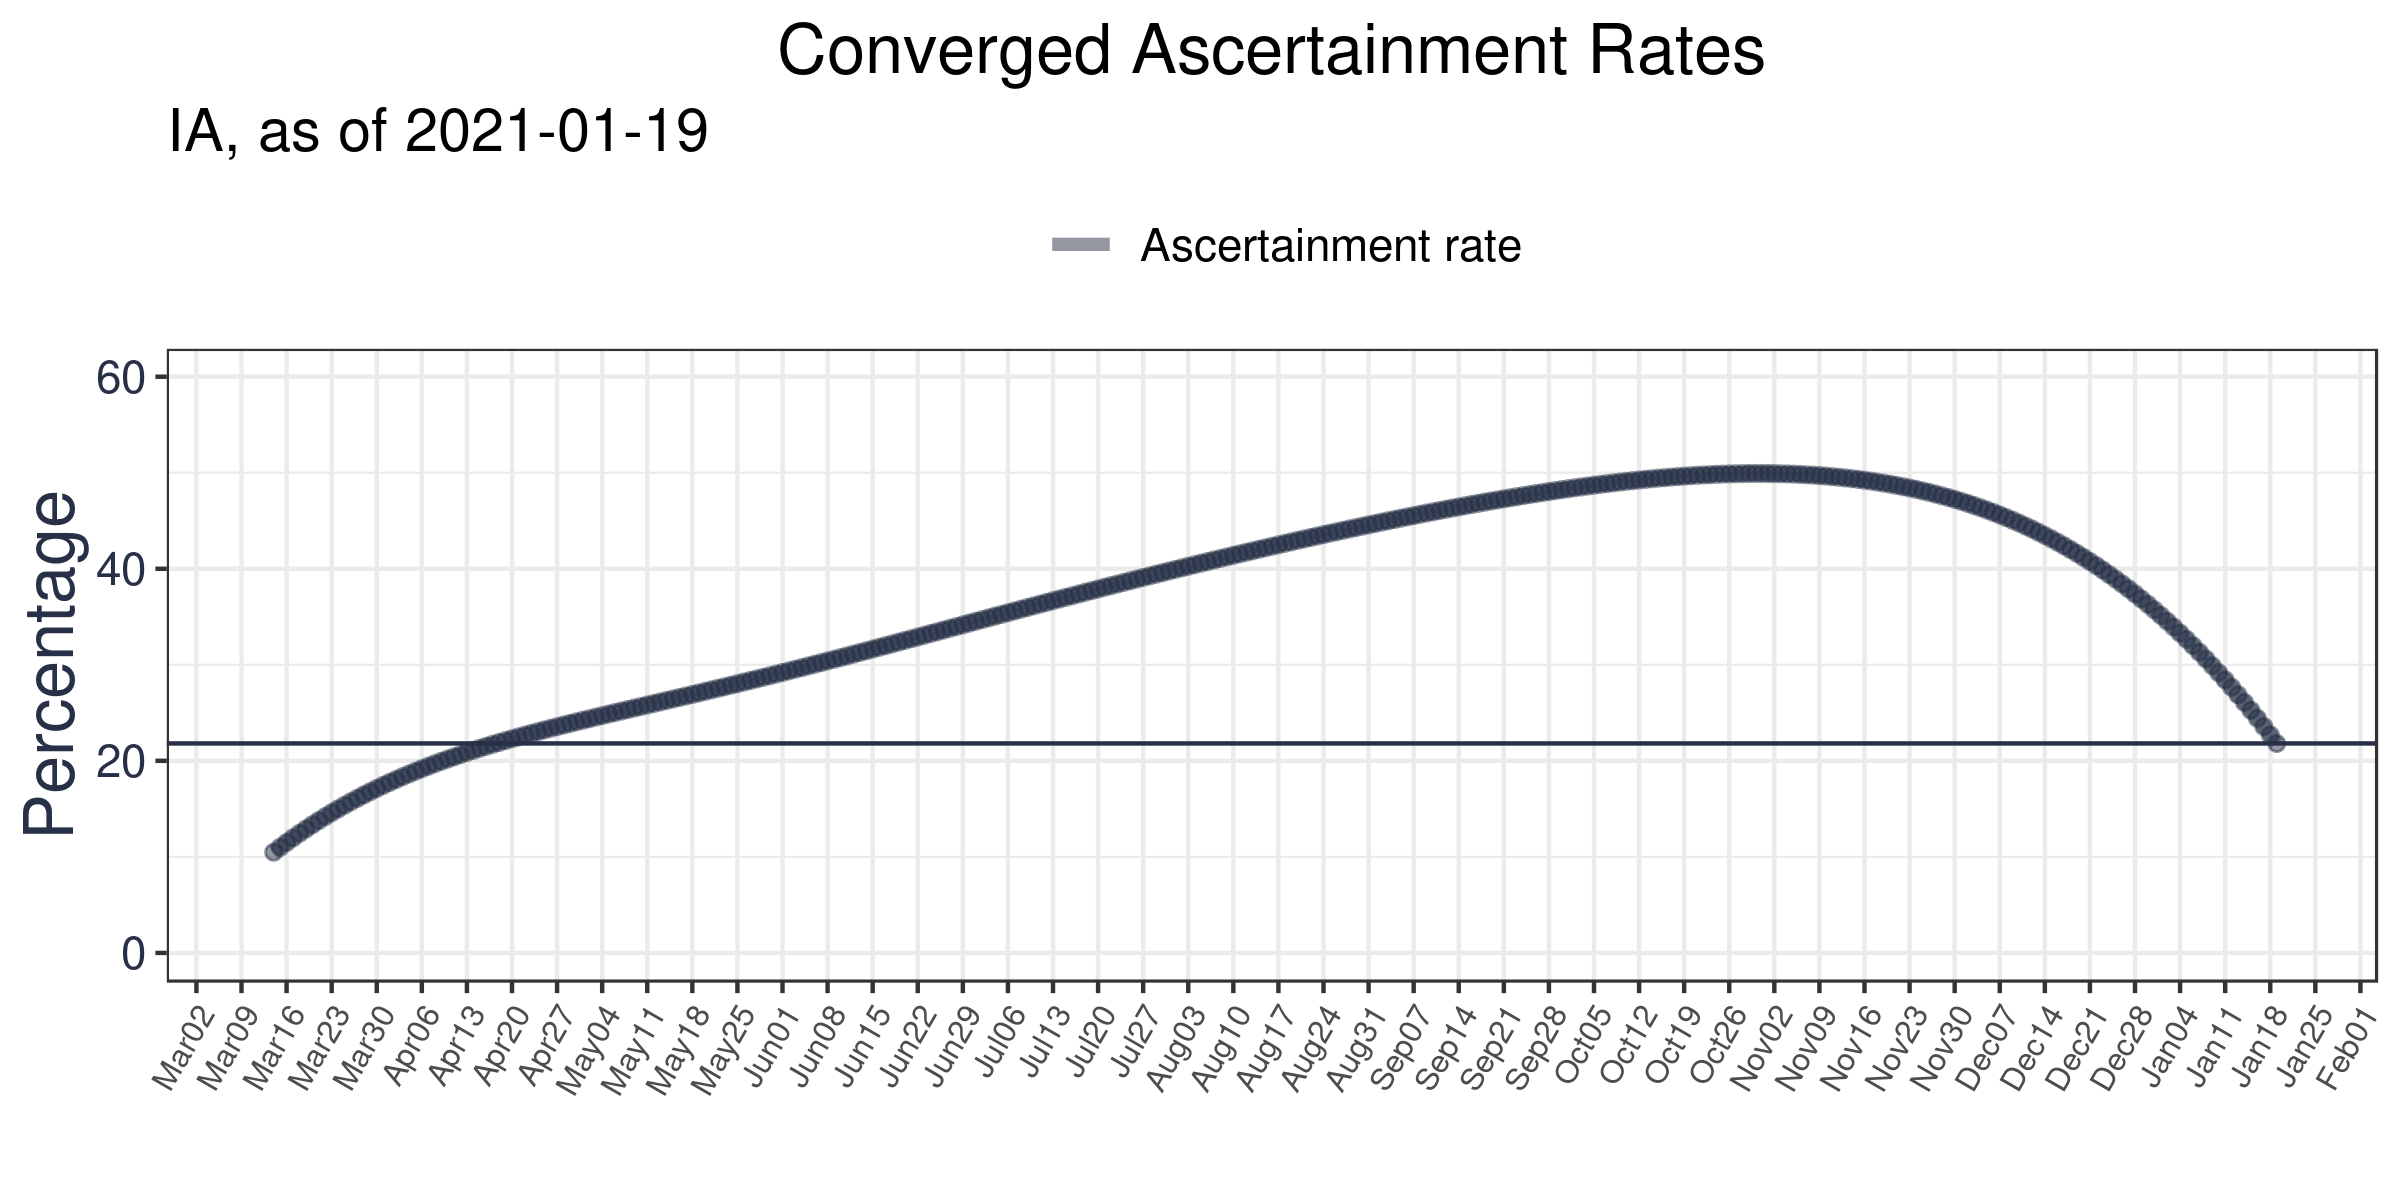 Converged Ascertainment Rates
IA, as of 2021-01-19
Ascertainment rate
Percentage
60
40
20
0
Mar02
Mar09
Mar16
Mar23
Mar30
Apr06
Apr13
Apr20
Apr27
May04
May11
May18
May25
Jun01
Jun08
Jun15
Jun22
Jun29
Jul06
Jul13
Jul20
Jul27
Aug03
Aug10
Aug17
Aug24
Aug31
Sep07
Sep14
Sep21
Sep28
Oct05
Oct12
Oct19
Oct26
Nov02
Nov09
Nov16
Nov23
Nov30
Dec07
Dec14
Dec21
Dec28
Jan04
Jan11
Jan18
Jan25
Feb01